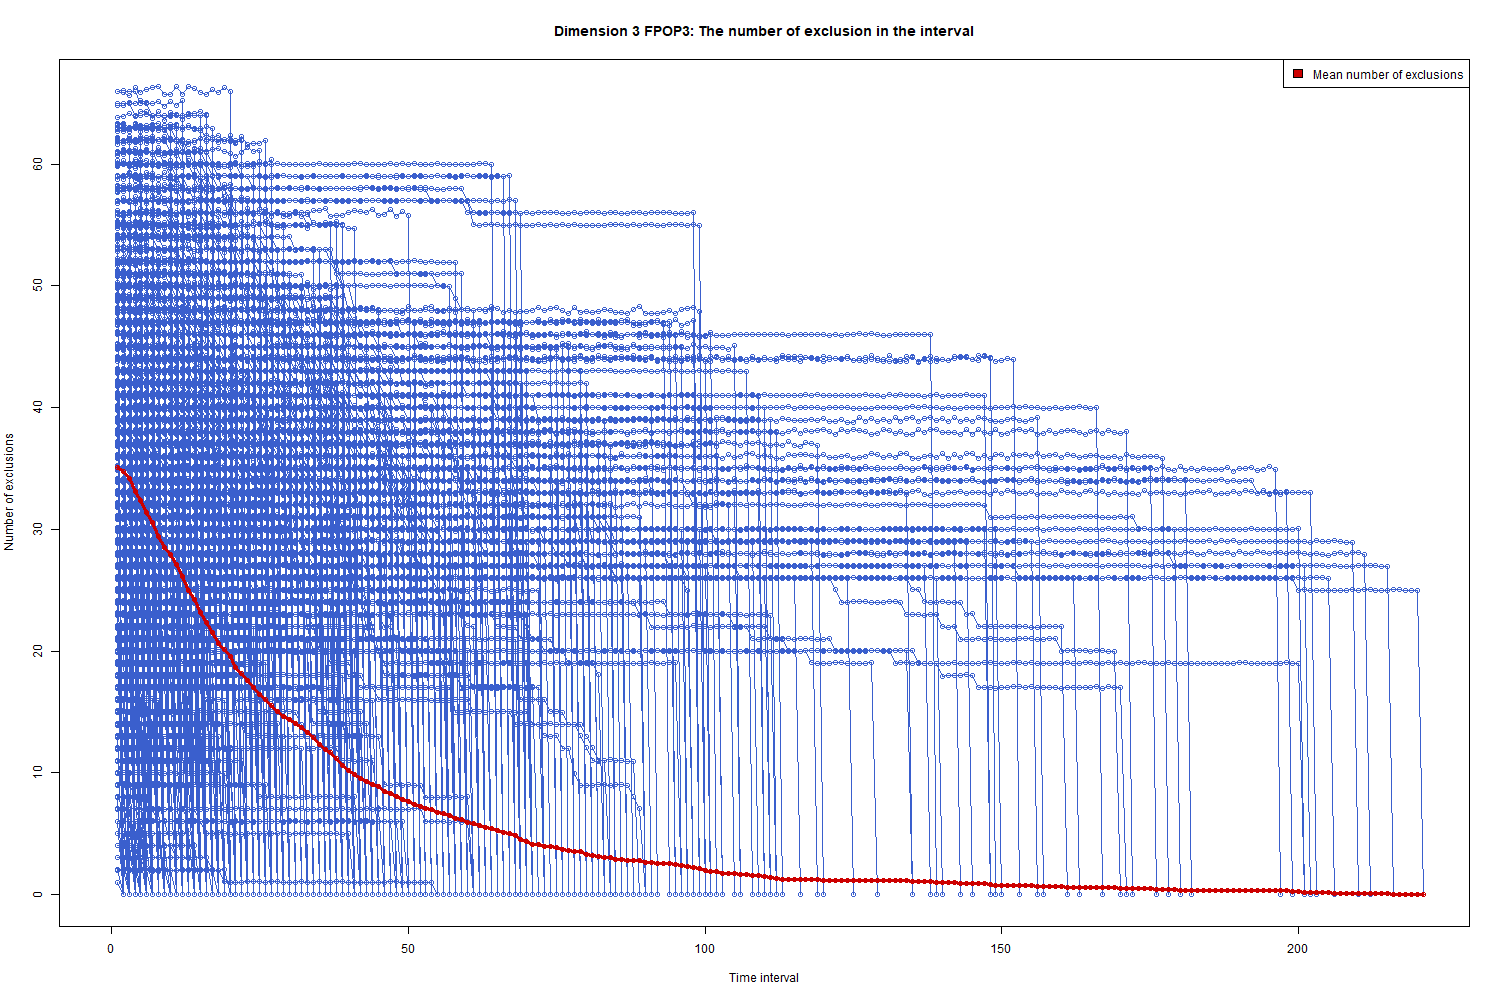 Dimension 3 FPOP3: The number of exclusion in the interval
Mean number of exclusions
Number of exclusions
60
50
40
30
20
10
0
0 50 100 150 200
Time interval